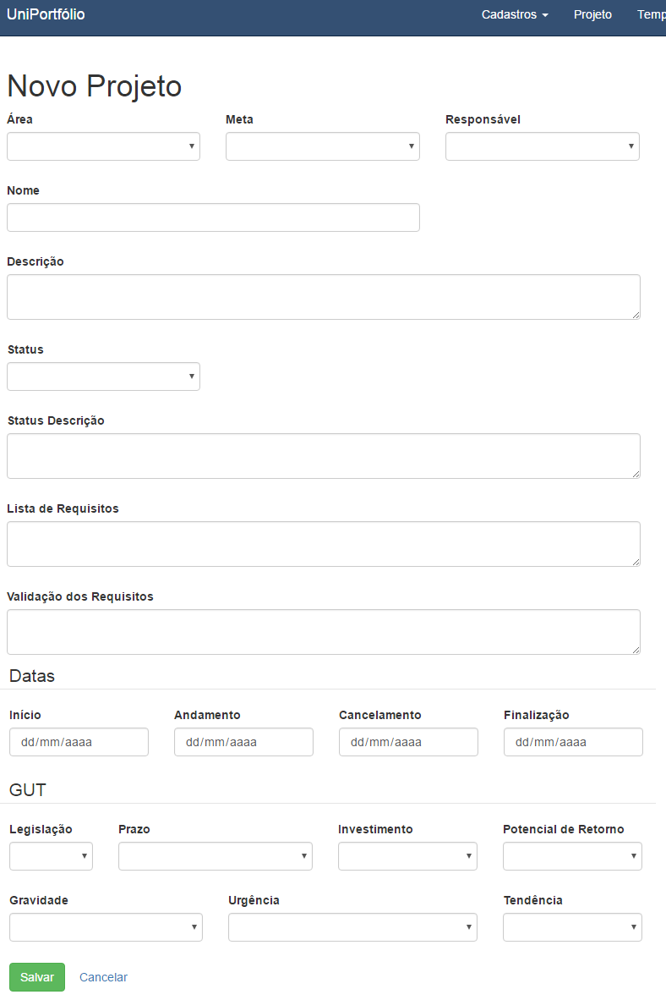 UniPortfólio Cadastros Projeto Temp
Novo Projeto
Área Meta Responsável
Nome
Descrição
Status
Status Descrição
Lista de Requisitos
Validação dos Requisitos
Datas
Início Andamento Cancelamento Finalização
dd/mm/aaaa dd/mm/aaaa dd/mm/aaaa dd/mm/aaaa
GUT
Legislação Prazo Investimento Potencial de Retorno
Gravidade Urgência Tendência
Salvar Cancelar